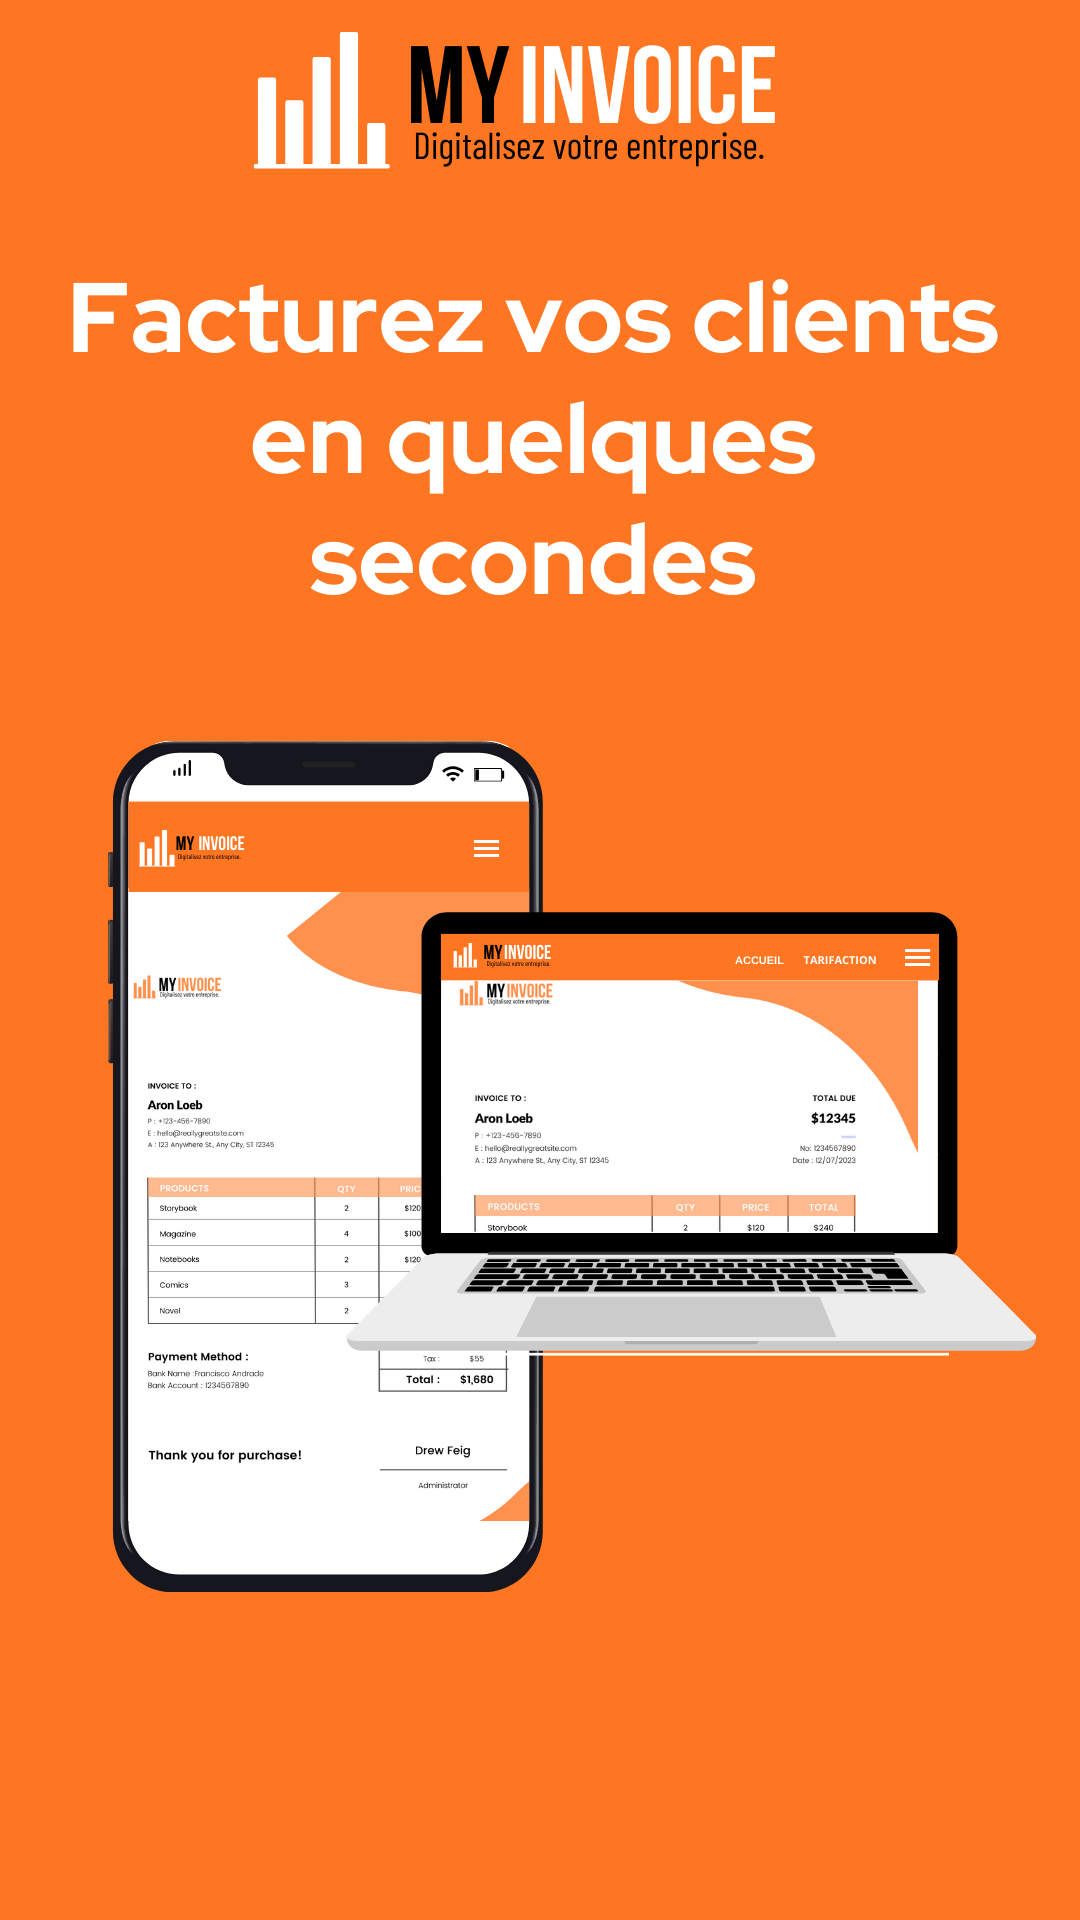 MY INVOICE
Digitalisez votre entreprise.
Facturez vos clients
en quelques
secondes
MY INVOICE
Digitalisez votre entreprise.
MY INVOICE
Digitalisez votre entreprise.
INVOICE TO :
Aron Loeb
P : +123-456-7890
E : hello@reallygreatsite.com
A : 123 Anywhere St., Any City, ST 12345
PRODUCTS QTY PRIC
Storybook 2 $120
Magazine 4 $100
Notebooks 2 $120
Comics 3
Novel 2
Payment Method :
Bank Name :Francisco Andrade
Bank Account : 1234567890
Tax : $55
Total : $1,680
Thank you for purchase!
Drew Feig
Administrator
MY INVOICE
Digitalisez votre entreprise.
ACCUEIL TARIFACTION
MY INVOICE
Digitalisez votre entreprise.
INVOICE TO :
Aron Loeb
P : +123-456-7890
E : hello@reallygreatsite.com
A : 123 Anywhere St., Any City, ST 12345
TOTAL DUE
$12345
No: 1234567890
Date : 12/07/2023
PRODUCTS QTY PRICE TOTAL
Storybook 2 $120 $240